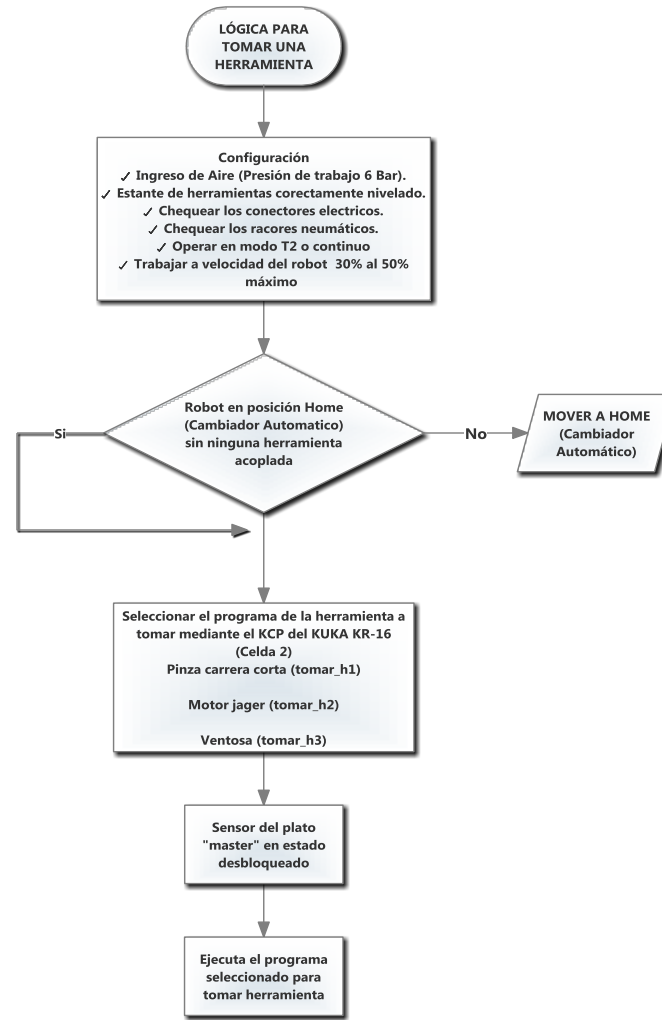 LÓGICA PARA
TOMAR UNA
HERRAMIENTA
Configuración
✓ Ingreso de Aire (Presión de trabajo 6 Bar).
✓ Estante de herramientas corectamente nivelado.
✓ Chequear los conectores electricos.
✓ Chequear los racores neumáticos.
✓ Operar en modo T2 o continuo
✓ Trabajar a velocidad del robot 30% al 50%
máximo
Robot en posición Home
(Cambiador Automatico)
sin ninguna herramienta
acoplada
Si
No
MOVER A HOME
(Cambiador
Automático)
Seleccionar el programa de la herramienta a
tomar mediante el KCP del KUKA KR-16
(Celda 2)
Pinza carrera corta (tomar_h1)
Motor jager (tomar_h2)
Ventosa (tomar_h3)
Sensor del plato
"master" en estado
desbloqueado
Ejecuta el programa
seleccionado para
tomar herramienta